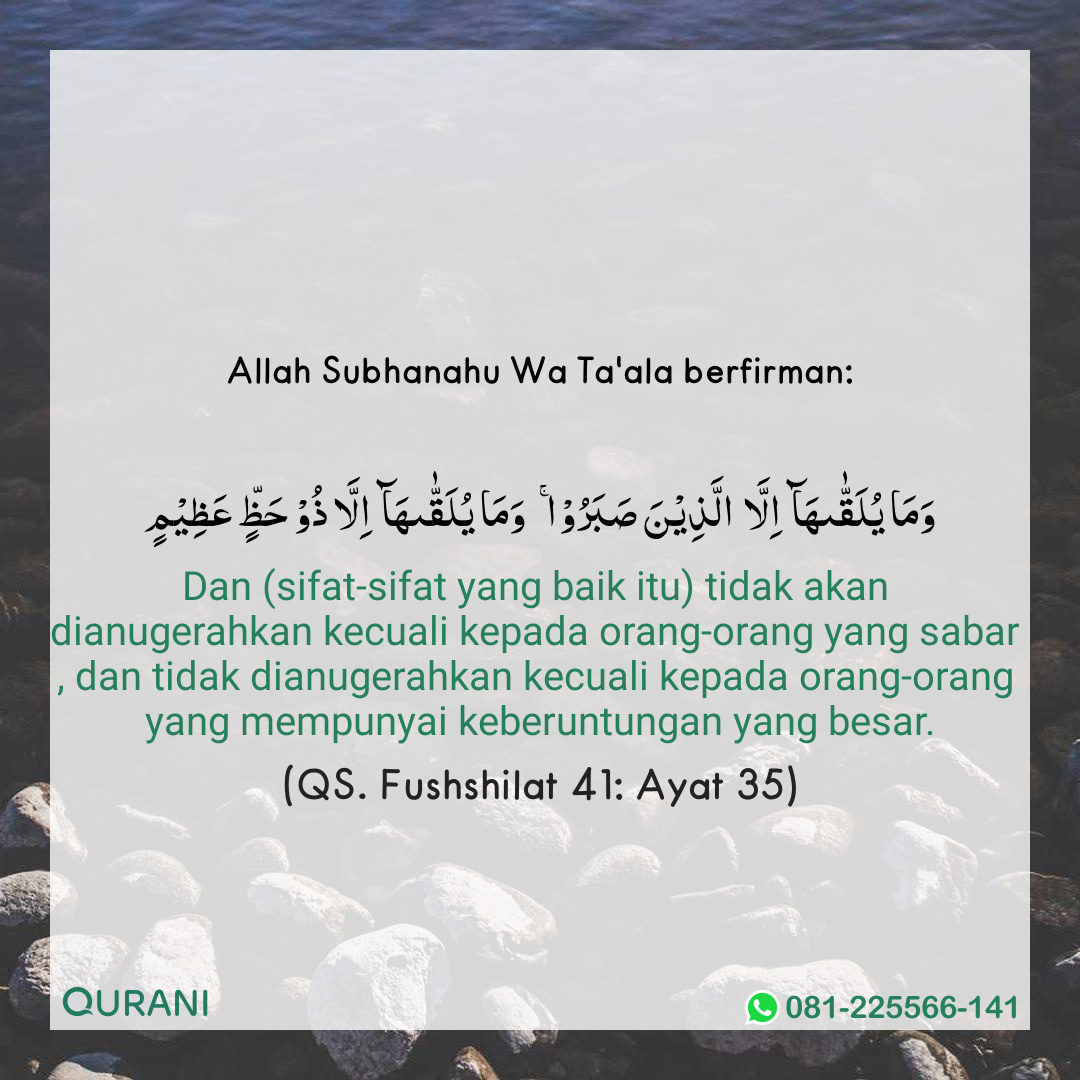 Allah Subhanahu Wa Ta'ala berfirman:
وَمَا يُلَقّٰىهَآ اِلَّا الَّذِيْنَ صَبَرُوْا ۚ وَمَا يُلَقّٰىهَآ اِلَّا ذُوْ حَظٍّ عَظِيْمٍ
Dan (sifat-sifat yang baik itu) tidak akan
dianugerahkan kecuali kepada orang-orang yang sabar
, dan tidak dianugerahkan kecuali kepada orang-orang
yang mempunyai keberuntungan yang besar.
(QS. Fushshilat 41: Ayat 35)
QURANI
081-225566-141